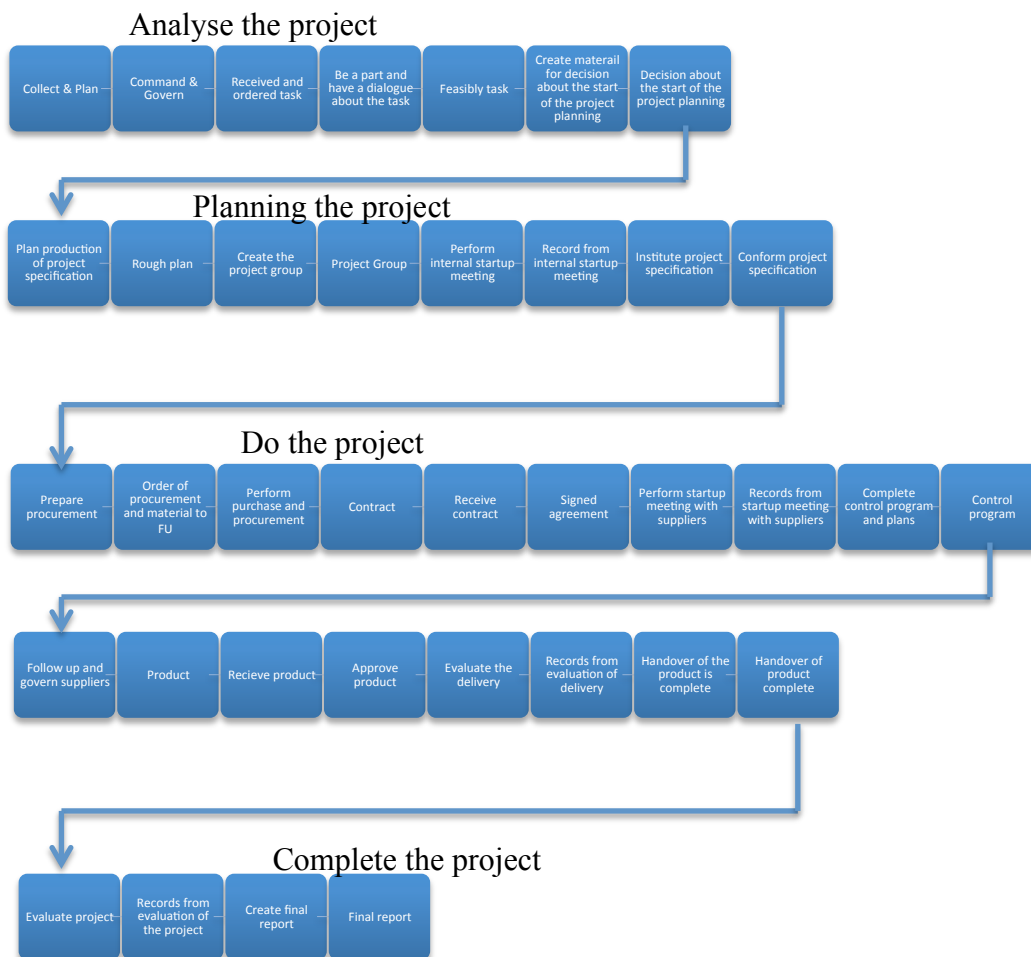 Analyse the project
Collect & Plan
Command &
Govern
Received and
ordered task
Be a part and
have a dialogue
about the task
Feasibly task
Create materail
for decision
about the start
of the project
planning
Decision about
the start of the
project planning
Planning the project
Plan production
of project
specification
Rough plan
Create the
project group
Project Group
Perform
internal startup
meeting
Record from
internal startup
meeting
Institute project
specification
Conform project
specification
Do the project
Prepare
procurement
Order of
procurement
and material to
FU
Perform
purchase and
procurement
Contract
Receive
contract
Signed
agreement
Perform startup
meeting with
suppliers
Records from
startup meeting
with suppliers
Complete
control program
and plans
Control
program
Follow up and
govern suppliers
Product
Recieve product
Approve
product
Evaluate the
delivery
Records from
evaluation of
delivery
Handover of the
product is
complete
Handover of
product
complete
Complete the project
Evaluate project
Records from
evaluation of
the project
Create final
report
Final report